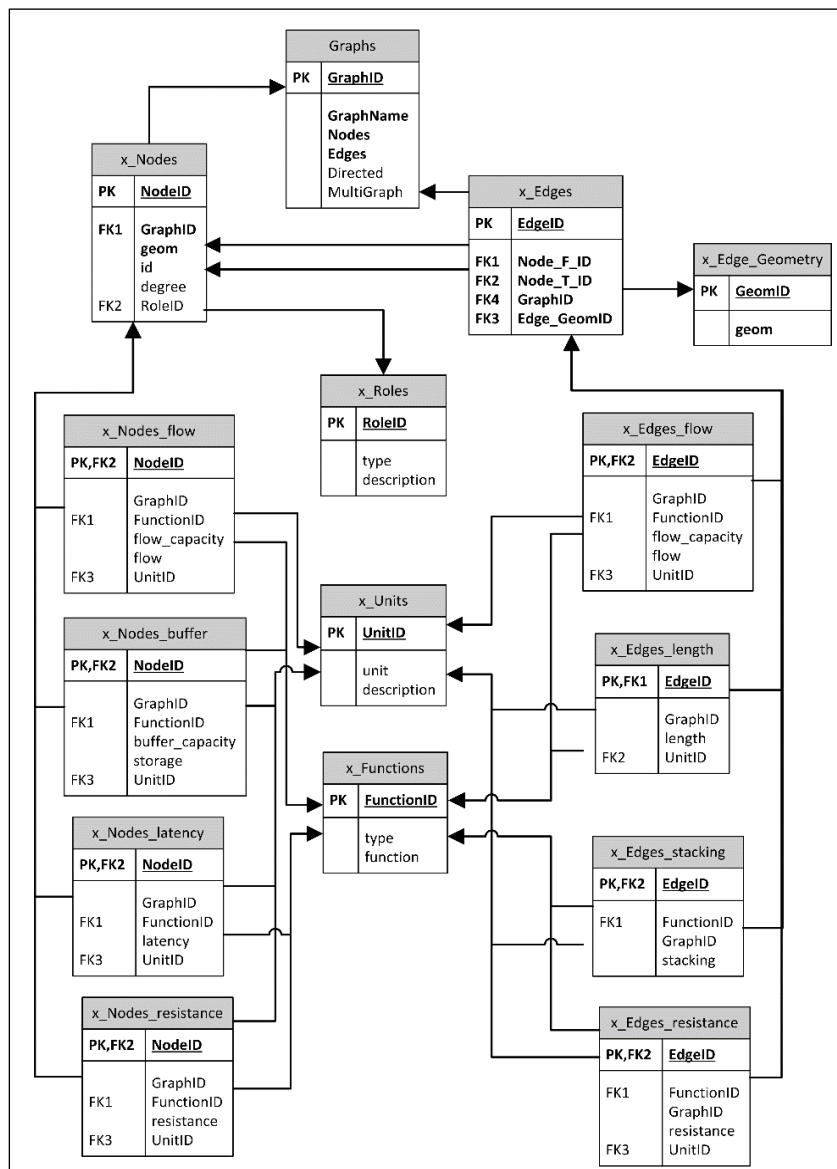 Graphs
PK GraphID
GraphName
Nodes
Edges
Directed
MultiGraph
x_Nodes
PK NodeID
FK1 GraphID
geom
id
degree
FK2 RoleID
x_Edges
PK EdgeID
FK1 Node_F_ID
FK2 Node_T_ID
FK4 GraphID
FK3 Edge_GeomID
x_Edge_Geometry
PK GeomID
geom
x_Roles
PK RoleID
type
description
x_Nodes_flow
PK,FK2 NodeID
GraphID
FK1 FunctionID
flow_capacity
flow
FK3 UnitID
x_Edges_flow
PK,FK2 EdgeID
GraphID
FK1 FunctionID
flow_capacity
flow
FK3 UnitID
x_Units
PK UnitID
unit
description
x_Nodes_buffer
PK,FK2 NodeID
GraphID
FK1 FunctionID
buffer_capacity
storage
FK3 UnitID
x_Edges_length
PK,FK1 EdgeID
GraphID
length
FK2 UnitID
x_Functions
PK FunctionID
type
function
x_Nodes_latency
PK,FK2 NodeID
GraphID
FK1 FunctionID
latency
FK3 UnitID
x_Edges_stacking
PK,FK2 EdgeID
FK1 FunctionID
GraphID
stacking
x_Nodes_resistance
PK,FK2 NodeID
GraphID
FK1 FunctionID
resistance
FK3 UnitID
x_Edges_resistance
PK,FK2 EdgeID
FK1 FunctionID
GraphID
resistance
FK3 UnitID